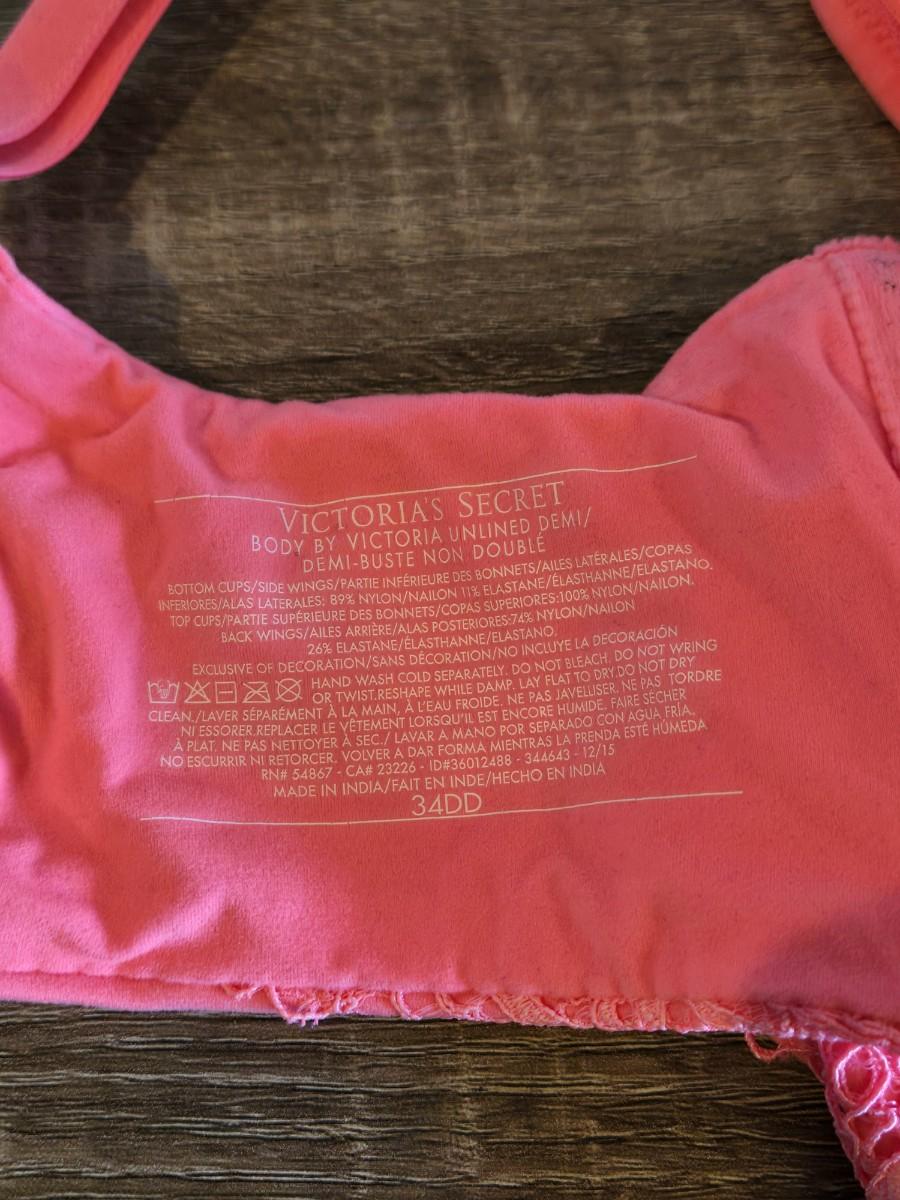 VICTORIA'S SECRET
BODY BY VICTORIA UNLINED DEMI/
DEMI-BUSTE NON DOUBLÉ
BOTTOM CUPS/SIDE WINGS/PARTIE INFÉRIEURE DES BONNETS/AILES LATÉRALES/COPAS
INFERIORES/ALAS LATERALES: 89% NYLON/NAILON 11% ELASTANE/ÉLASTHANNE/ELASTANO.
TOP CUPS/PARTIE SUPÉRIEURE DES BONNETS/COPAS SUPERIORES:100% NYLON/NAILON.
BACK WINGS/AILES ARRIÈRE/ALAS POSTERIORES:74% NYLON/NAILON
26% ELASTANE/ÉLASTHANNE/ELASTANO.
EXCLUSIVE OF DECORATION/SANS DÉCORATION/NO INCLUYE LA DECORACIÓN
HAND WASH COLD SEPARATELY. DO NOT BLEACH. DO NOT WRING
OR TWIST.RESHAPE WHILE DAMP. LAY FLAT TO DRY.DO NOT DRY
CLEAN./LAVER SÉPARÉMENT À LA MAIN, À L'EAU FROIDE. NE PAS JAVELLISER. NE PAS TORDRE
NI ESSORER.REPLACER LE VÊTEMENT LORSQU'IL EST ENCORE HUMIDE. FAIRE SÉCHER
À PLAT. NE PAS NETTOYER À SEC./ LAVAR A MANO POR SEPARADO CON AGUA FRÍA.
NO ESCURRIR NI RETORCER. VOLVER A DAR FORMA MIENTRAS LA PRENDA ESTÉ HÚMEDA
RN# 54867 - CA# 23226 - ID#36012488 - 344643 - 12/15
MADE IN INDIA/FAIT EN INDE/HECHO EN INDIA
34DD